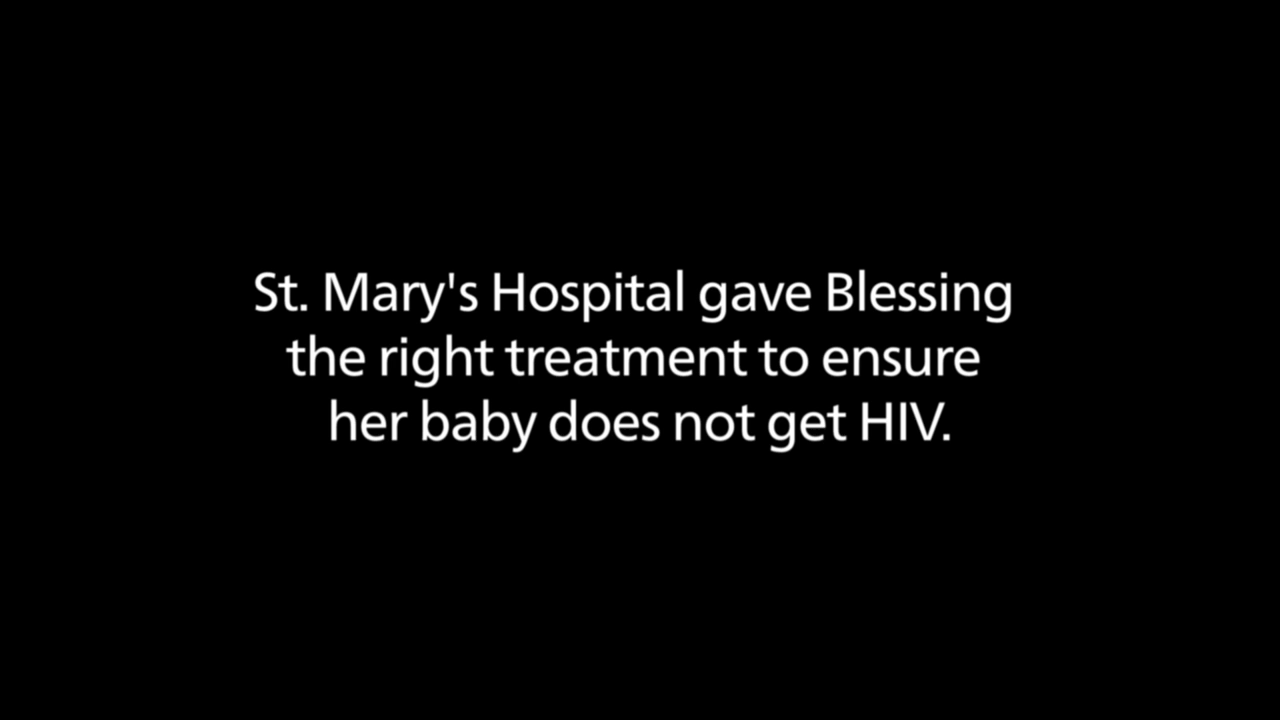 St. Mary's Hospital gave Blessing
the right treatment to ensure
her baby does not get HIV.